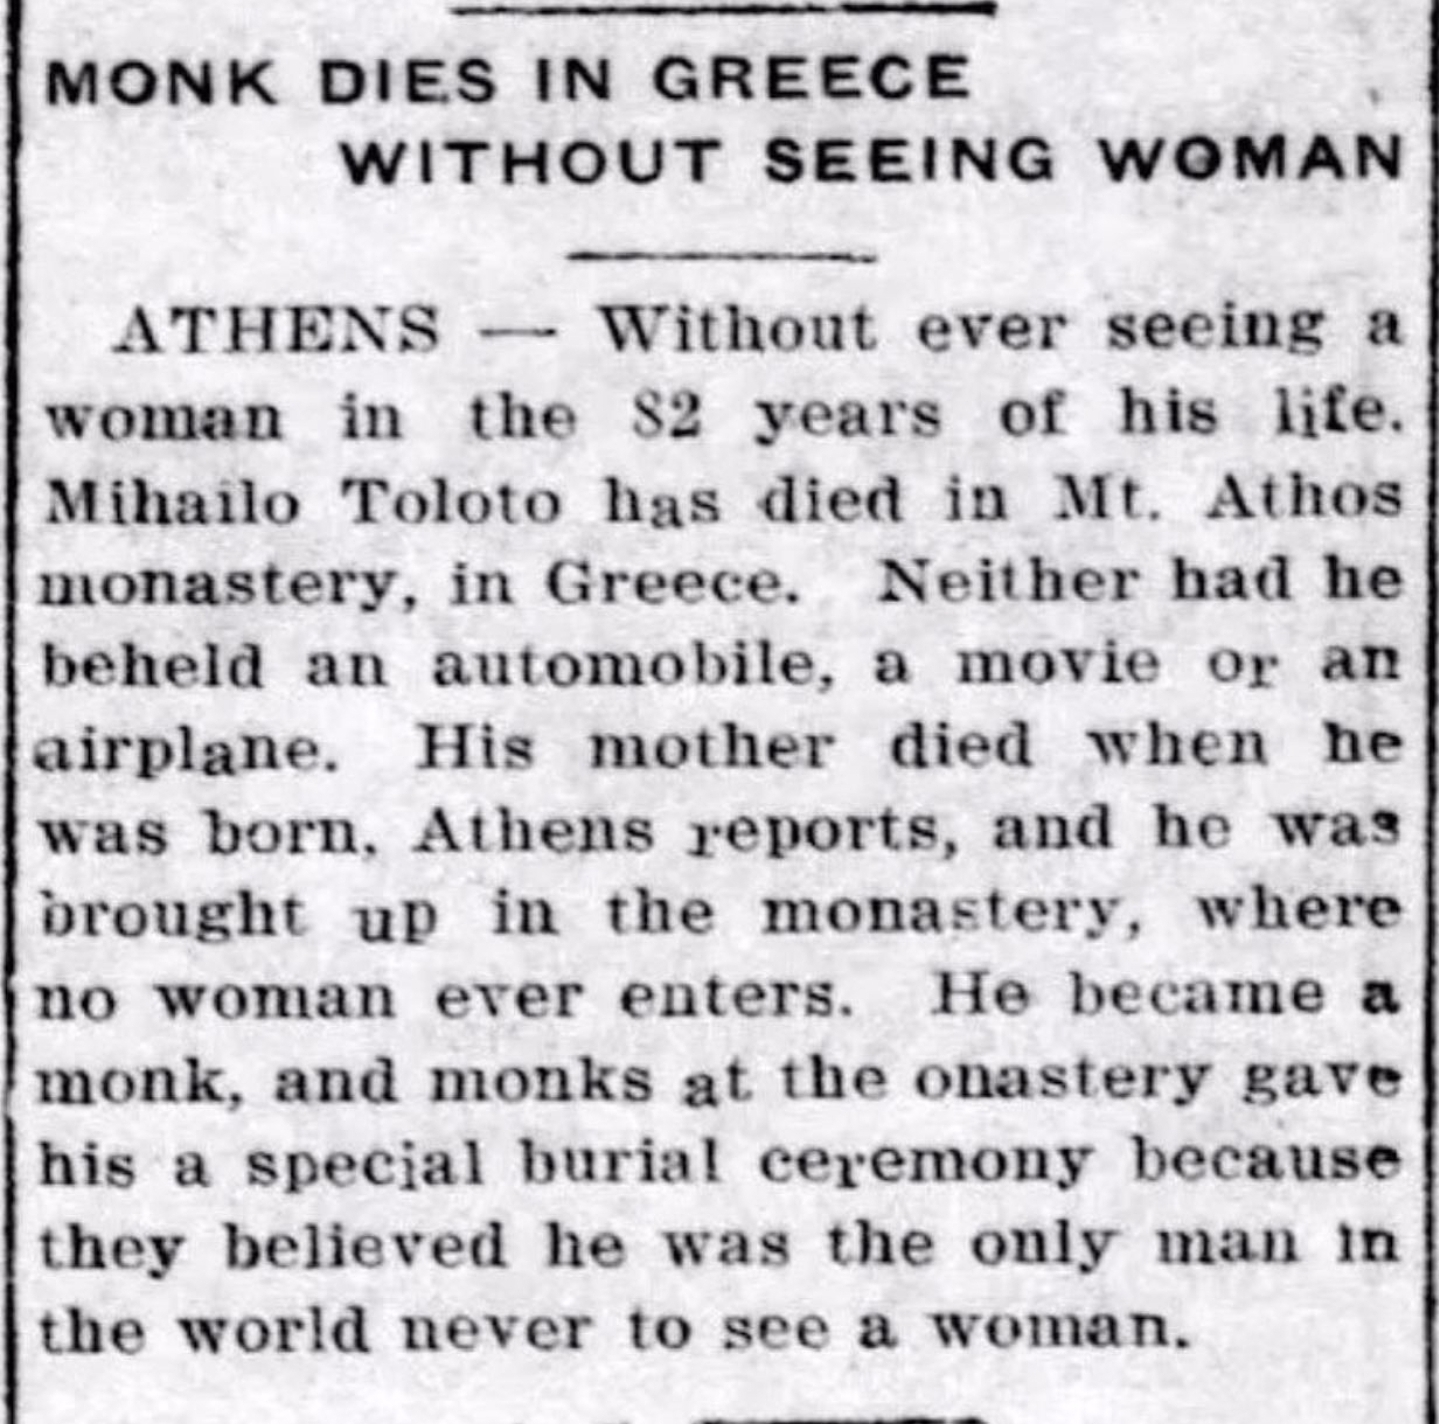 MONK DIES IN GREECE
WITHOUT SEEING WOMAN
ATHENS — Without ever seeing a
woman in the 82 years of his life.
Mihailo Toloto has died in Mt. Athos
monastery, in Greece. Neither had he
beheld an automobile, a movie or an
airplane. His mother died when he
was born, Athens reports, and he was
brought up in the monastery, where
no woman ever enters. He became a
monk, and monks at the onastery gave
his a special burial ceremony because
they believed he was the only man in
the world never to see a woman.